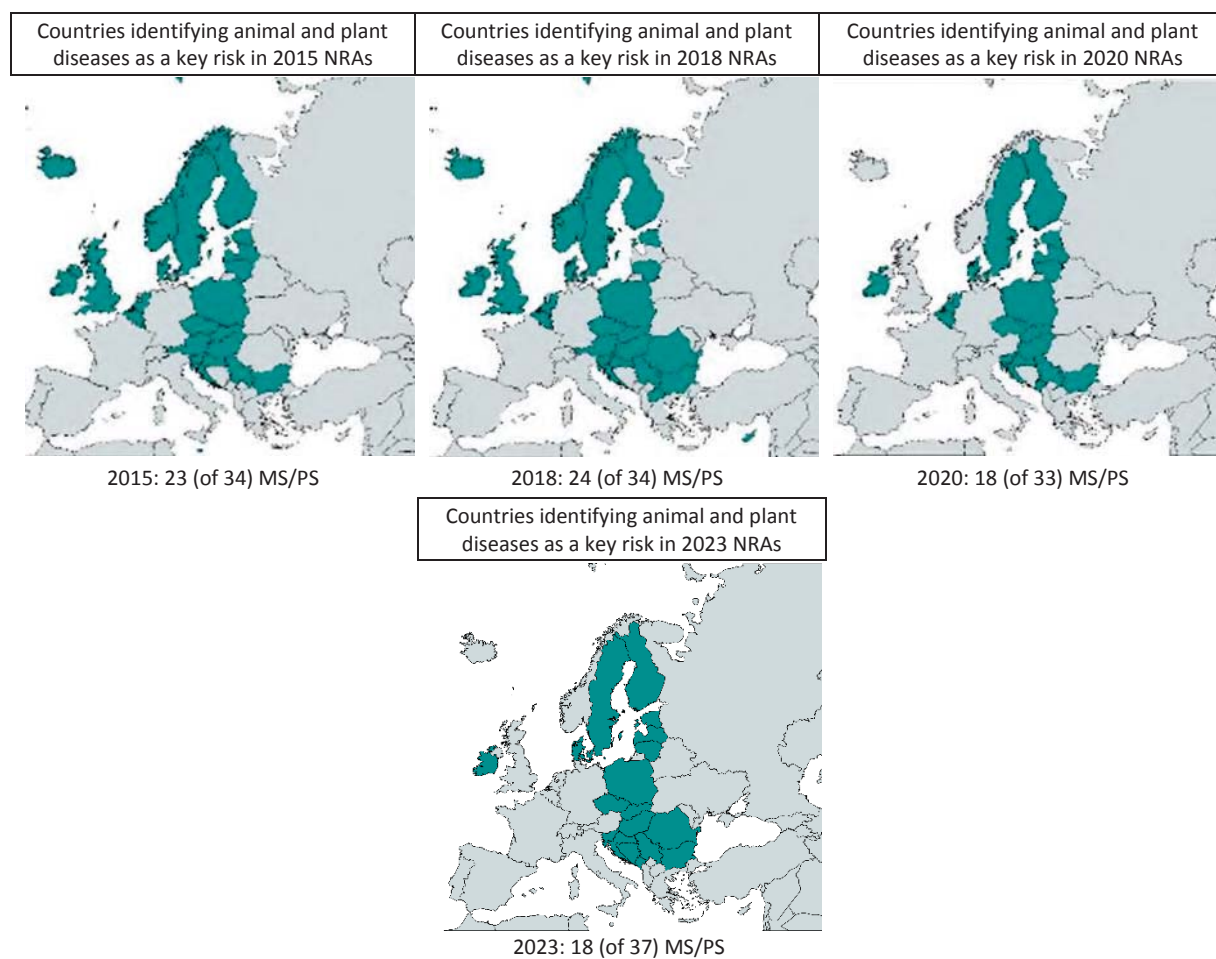 Countries identifying animal and plant
diseases as a key risk in 2015 NRAs
Countries identifying animal and plant
diseases as a key risk in 2018 NRAs
Countries identifying animal and plant
diseases as a key risk in 2020 NRAs
2015: 23 (of 34) MS/PS
2018: 24 (of 34) MS/PS
2020: 18 (of 33) MS/PS
Countries identifying animal and plant
diseases as a key risk in 2023 NRAs
2023: 18 (of 37) MS/PS